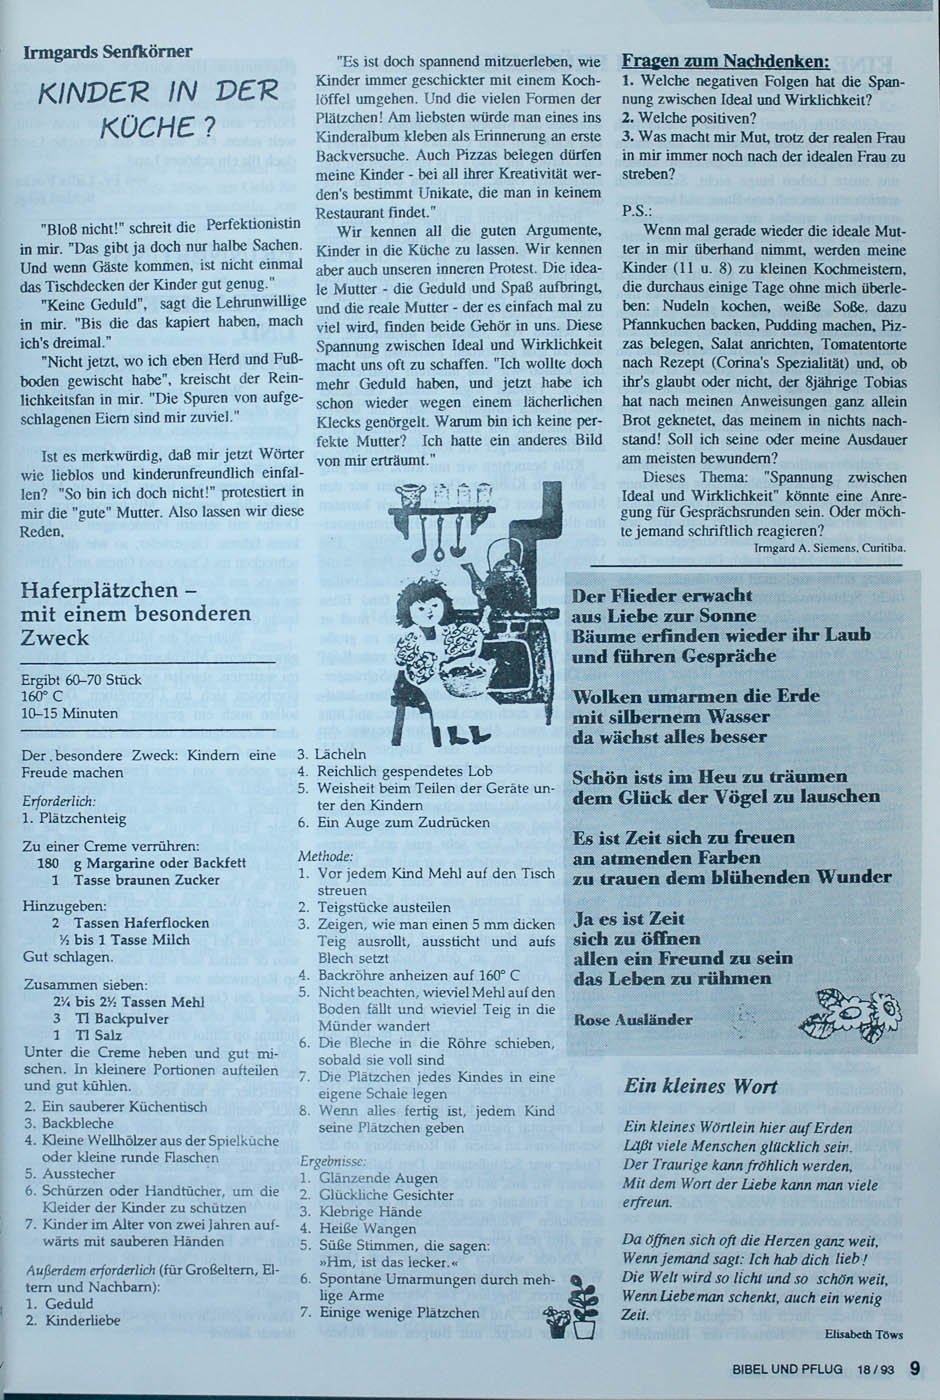 Irmgards Senfkörner
KINDER IN DER
KÜCHE?
"Bloß nicht!" schreit die Perfektionistin
in mir. "Das gibt ja doch nur halbe Sachen.
Und wenn Gäste kommen, ist nicht einmal
das Tischdecken der Kinder gut genug."
"Keine Geduld", sagt die Lehrunwillige
in mir. "Bis die das kapiert haben, mach
ich's dreimal."
"Nicht jetzt, wo ich eben Herd und Fuß-
boden gewischt habe", kreischt der Rein-
lichkeitsfan in mir. "Die Spuren von aufge-
schlagenen Eiern sind mir zuviel."
Ist es merkwürdig, daß mir jetzt Wörter
wie lieblos und kinderunfreundlich einfal-
len? "So bin ich doch nicht!" protestiert in
mir die "gute" Mutter. Also lassen wir diese
Reden.
"Es ist doch spannend mitzuerleben, wie
Kinder immer geschickter mit einem Koch-
löffel umgehen. Und die vielen Formen der
Plätzchen! Am liebsten würde man eines ins
Kinderalbum kleben als Erinnerung an erste
Backversuche. Auch Pizzas belegen dürfen
meine Kinder - bei all ihrer Kreativität wer-
den's bestimmt Unikate, die man in keinem
Restaurant findet."
Wir kennen all die guten Argumente,
Kinder in die Küche zu lassen. Wir kennen
aber auch unseren inneren Protest. Die idea-
le Mutter - die Geduld und Spaß aufbringt,
und die reale Mutter - der es einfach mal zu
viel wird, finden beide Gehör in uns. Diese
Spannung zwischen Ideal und Wirklichkeit
macht uns oft zu schaffen. "Ich wollte doch
mehr Geduld haben, und jetzt habe ich
schon wieder wegen einem lächerlichen
Klecks genörgelt. Warum bin ich keine per-
fekte Mutter? Ich hatte ein anderes Bild
von mir erträumt."
Fragen zum Nachdenken:
1. Welche negativen Folgen hat die Span-
nung zwischen Ideal und Wirklichkeit?
2. Welche positiven?
3. Was macht mir Mut, trotz der realen Frau
in mir immer noch nach der idealen Frau zu
streben?
P.S.:
Wenn mal gerade wieder die ideale Mut-
ter in mir überhand nimmt, werden meine
Kinder (11 u. 8) zu kleinen Kochmeistern,
die durchaus einige Tage ohne mich überle-
ben: Nudeln kochen, weiße Soße, dazu
Pfannkuchen backen, Pudding machen, Piz-
zas belegen, Salat anrichten, Tomatentorte
nach Rezept (Corina's Spezialität) und, ob
ihr's glaubt oder nicht, der 8jährige Tobias
hat nach meinen Anweisungen ganz allein
Brot geknetet, das meinem in nichts nach-
stand! Soll ich seine oder meine Ausdauer
am meisten bewundern?
Dieses Thema: "Spannung zwischen
Ideal und Wirklichkeit" könnte eine Anre-
gung für Gesprächsrunden sein. Oder möch-
te jemand schriftlich reagieren?
Irmgard A. Siemens, Curitiba.
Haferplätzchen –
mit einem besonderen
Zweck
Ergibt 60–70 Stück
160° C
10–15 Minuten
Der besondere Zweck: Kindern eine
Freude machen
Erforderlich:
1. Plätzchenteig
Zu einer Creme verrühren:
180 g Margarine oder Backfett
1 Tasse braunen Zucker
Hinzugeben:
2 Tassen Haferflocken
½ bis 1 Tasse Milch
Gut schlagen.
Zusammen sieben:
2¼ bis 2½ Tassen Mehl
3 Tl Backpulver
1 Tl Salz
Unter die Creme heben und gut mi-
schen. In kleinere Portionen aufteilen
und gut kühlen.
2. Ein sauberer Küchentisch
3. Backbleche
4. Kleine Wellhölzer aus der Spielküche
oder kleine runde Flaschen
5. Ausstecher
6. Schürzen oder Handtücher, um die
Kleider der Kinder zu schützen
7. Kinder im Alter von zwei Jahren auf-
wärts mit sauberen Händen
Außerdem erforderlich (für Großeltern, El-
tern und Nachbarn):
1. Geduld
2. Kinderliebe
3. Lächeln
4. Reichlich gespendetes Lob
5. Weisheit beim Teilen der Geräte un-
ter den Kindern
6. Ein Auge zum Zudrücken
Methode:
1. Vor jedem Kind Mehl auf den Tisch
streuen
2. Teigstücke austeilen
3. Zeigen, wie man einen 5 mm dicken
Teig ausrollt, aussticht und aufs
Blech setzt
4. Backröhre anheizen auf 160° C
5. Nicht beachten, wieviel Mehl auf den
Boden fällt und wieviel Teig in die
Münder wandert
6. Die Bleche in die Röhre schieben,
sobald sie voll sind
7. Die Plätzchen jedes Kindes in eine
eigene Schale legen
8. Wenn alles fertig ist, jedem Kind
seine Plätzchen geben
Ergebnisse:
1. Glänzende Augen
2. Glückliche Gesichter
3. Klebrige Hände
4. Heiße Wangen
5. Süße Stimmen, die sagen:
»Hm, ist das lecker.«
6. Spontane Umarmungen durch meh-
lige Arme
7. Einige wenige Plätzchen
Der Flieder erwacht
aus Liebe zur Sonne
Bäume erfinden wieder ihr Laub
und führen Gespräche
Wolken umarmen die Erde
mit silbernem Wasser
da wächst alles besser
Schön ists im Heu zu träumen
dem Glück der Vögel zu lauschen
Es ist Zeit sich zu freuen
an atmenden Farben
zu trauen dem blühenden Wunder
Ja es ist Zeit
sich zu öffnen
allen ein Freund zu sein
das Leben zu rühmen
Rose Ausländer
Ein kleines Wort
Ein kleines Wörtlein hier auf Erden
Läßt viele Menschen glücklich sein.
Der Traurige kann fröhlich werden,
Mit dem Wort der Liebe kann man viele
erfreun.
Da öffnen sich oft die Herzen ganz weit,
Wenn jemand sagt: Ich hab dich lieb!
Die Welt wird so licht und so schön weit,
Wenn Liebe man schenkt, auch ein wenig
Zeit.
Elisabeth Töws
BIBEL UND PFLUG 18/93 9